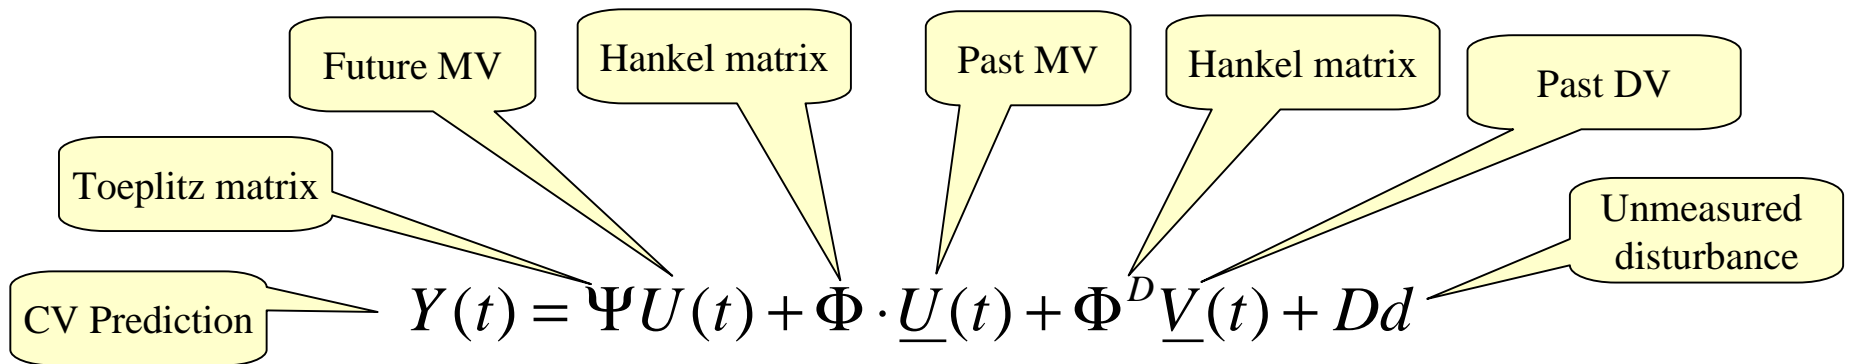 Future MV
Hankel matrix
Past MV
Hankel matrix
Past DV
Toeplitz matrix
Unmeasured
disturbance
CV Prediction
Y(t) = ΨU(t) + Φ · <u>U</u>(t) + Φ^D <u>V</u>(t) + Dd